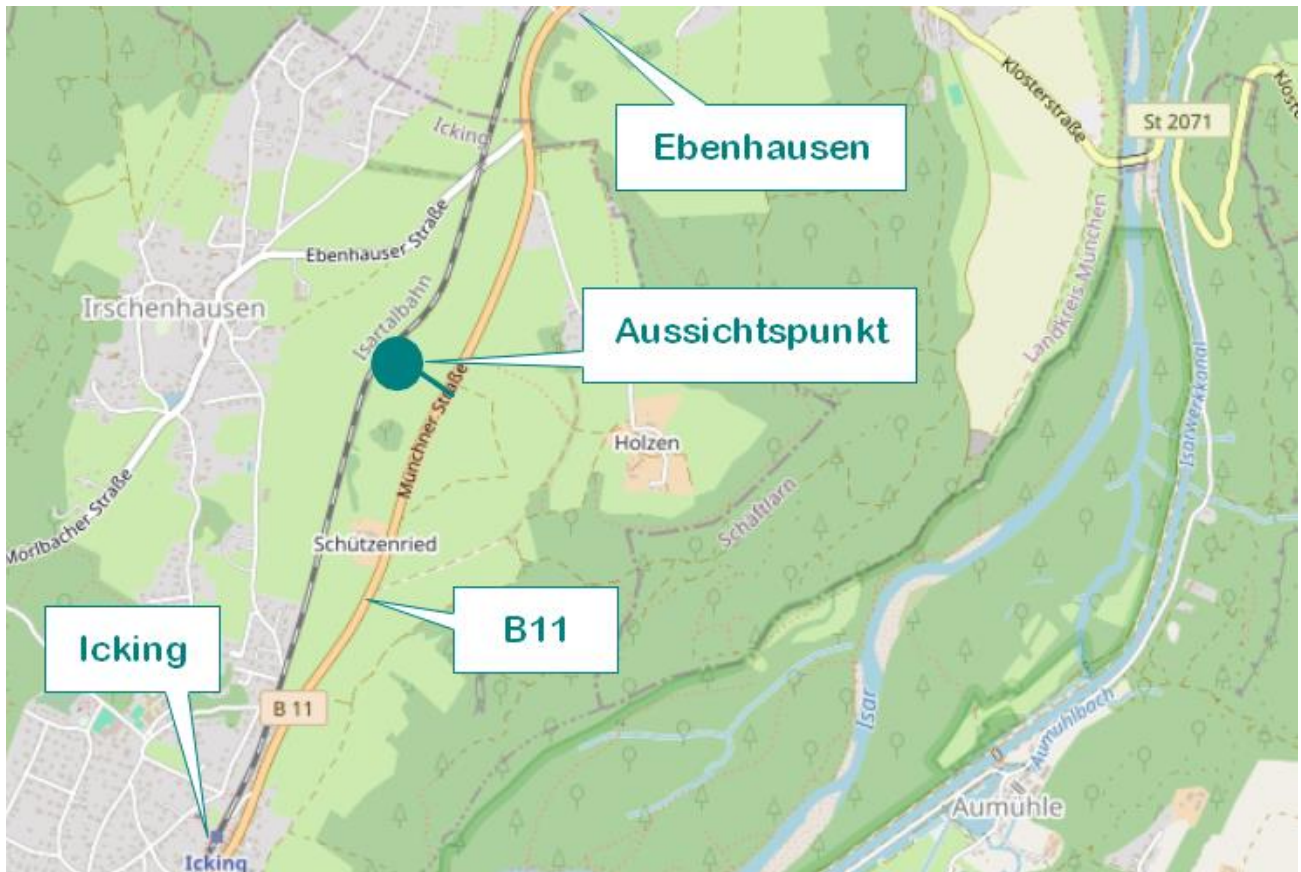 Klosterstraße
Kloste
St 2071
Icking
Ebenhausen
Ebenhauser Straße
Landkreis München
Irschenhausen
Isartalbahn
Aussichtspunkt
Isarwerkkanal
Münchner Straße
Holzen
Morlbacher Straße
Schäftlarn
Schützenried
B11
Icking
B 11
Isar
Aumühlbach
Aumühle
Icking